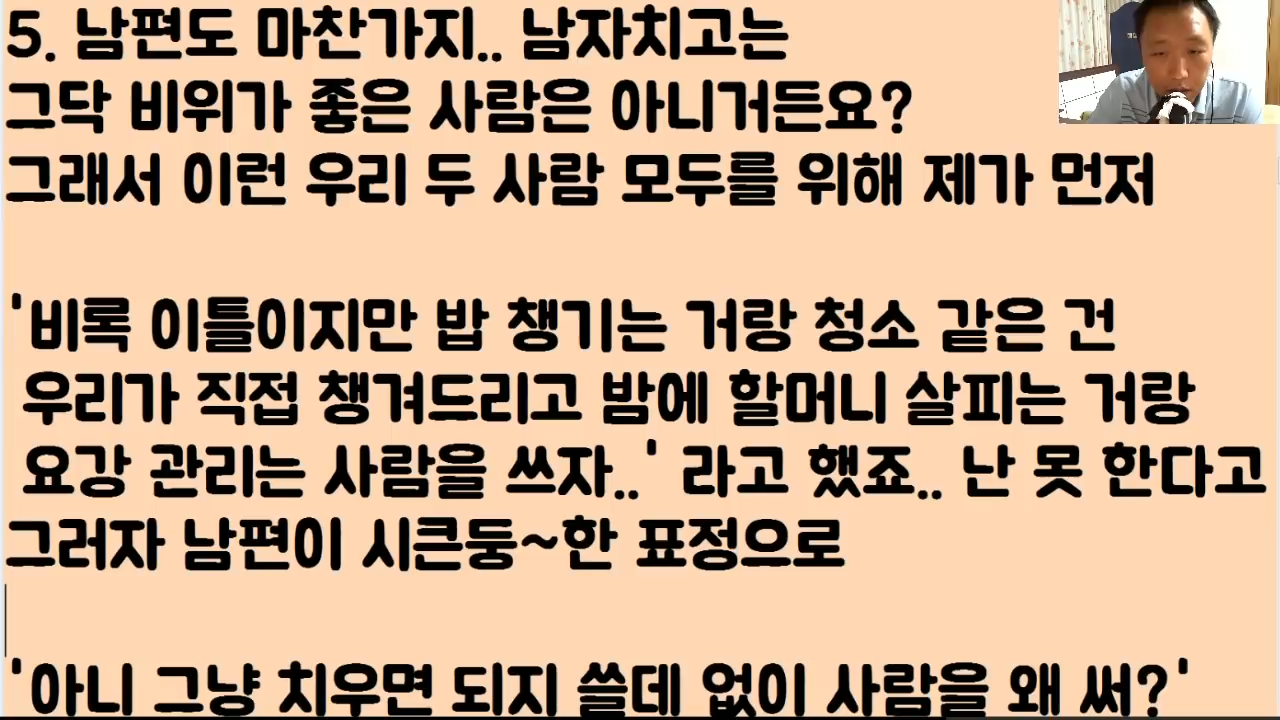 5. 남편도 마찬가지.. 남자치고는
그닥 비위가 좋은 사람은 아니거든요?
그래서 이런 우리 두 사람 모두를 위해 제가 먼저
'비록 이틀이지만 밥 챙기는 거랑 청소 같은 건
우리가 직접 챙겨드리고 밤에 할머니 살피는 거랑
요강 관리는 사람을 쓰자..' 라고 했죠.. 난 못 한다고
그러자 남편이 시큰둥~한 표정으로
'아니 그냥 치우면 되지 쓸데 없이 사람을 왜 써?'